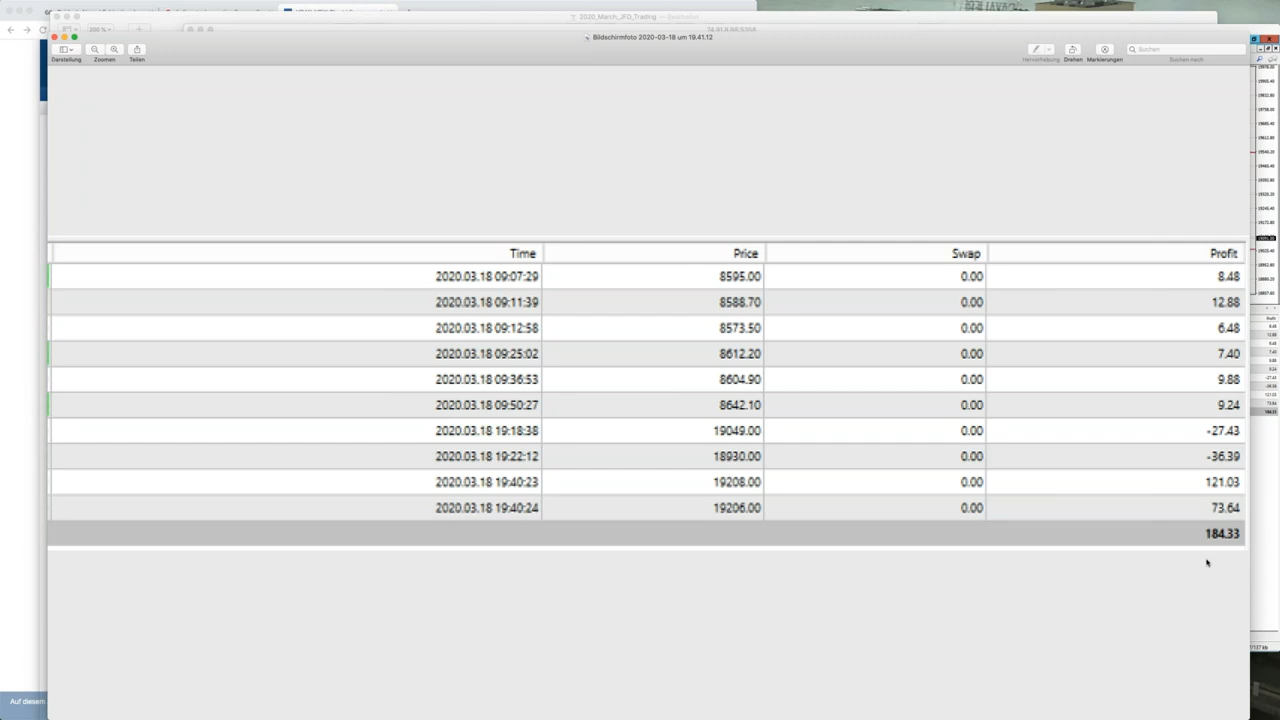 2020_March_JFD_Trading — Bearbeitet
200 %
Bildschirmfoto 2020-03-18 um 19.41.12
Suchen
Darstellung Zoomen Teilen Hervorhebung Drehen Markierungen Suchen nach
Time Price Swap Profit
2020.03.18 09:07:29 8595.00 0.00 8.48
2020.03.18 09:11:39 8588.70 0.00 12.88
2020.03.18 09:12:58 8573.50 0.00 6.48
2020.03.18 09:25:02 8612.20 0.00 7.40
2020.03.18 09:36:53 8604.90 0.00 9.88
2020.03.18 09:50:27 8642.10 0.00 9.24
2020.03.18 19:18:38 19049.00 0.00 -27.43
2020.03.18 19:22:12 18930.00 0.00 -36.39
2020.03.18 19:40:23 19208.00 0.00 121.03
2020.03.18 19:40:24 19206.00 0.00 73.64
184.33
Auf diesem